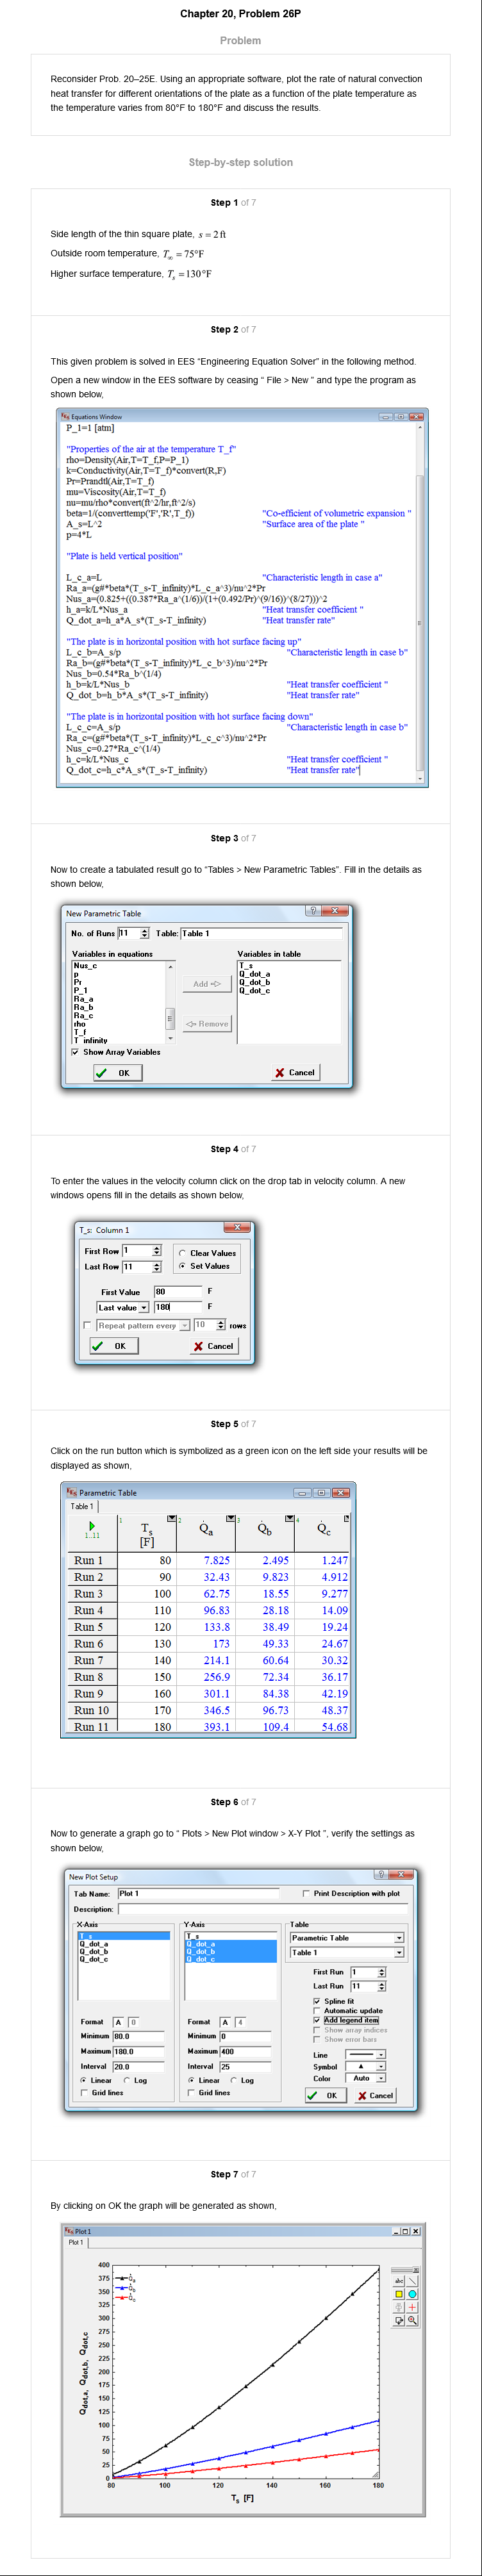 Chapter 20, Problem 26P
Problem
Reconsider Prob. 20–25E. Using an appropriate software, plot the rate of natural convection
heat transfer for different orientations of the plate as a function of the plate temperature as
the temperature varies from 80°F to 180°F and discuss the results.
Step-by-step solution
Step 1 of 7
Side length of the thin square plate, s = 2 ft
Outside room temperature, T∞ = 75°F
Higher surface temperature, Ts = 130°F
Step 2 of 7
This given problem is solved in EES “Engineering Equation Solver” in the following method.
Open a new window in the EES software by ceasing “ File > New ” and type the program as
shown below,
EES Equations Window
P_1=1 [atm]
"Properties of the air at the temperature T_f"
rho=Density(Air,T=T_f,P=P_1)
k=Conductivity(Air,T=T_f)*convert(R,F)
Pr=Prandtl(Air,T=T_f)
mu=Viscosity(Air,T=T_f)
nu=mu/rho*convert(ft^2/hr,ft^2/s)
beta=1/(converttemp('F','R',T_f)) "Co-efficient of volumetric expansion "
A_s=L^2 "Surface area of the plate "
p=4*L
"Plate is held vertical position"
L_c_a=L "Characteristic length in case a"
Ra_a=(g#*beta*(T_s-T_infinity)*L_c_a^3)/nu^2*Pr
Nus_a=(0.825+((0.387*Ra_a^(1/6))/(1+(0.492/Pr)^(9/16))^(8/27)))^2
h_a=k/L*Nus_a "Heat transfer coefficient "
Q_dot_a=h_a*A_s*(T_s-T_infinity) "Heat transfer rate"
"The plate is in horizontal position with hot surface facing up"
L_c_b=A_s/p "Characteristic length in case b"
Ra_b=(g#*beta*(T_s-T_infinity)*L_c_b^3)/nu^2*Pr
Nus_b=0.54*Ra_b^(1/4)
h_b=k/L*Nus_b "Heat transfer coefficient "
Q_dot_b=h_b*A_s*(T_s-T_infinity) "Heat transfer rate"
"The plate is in horizontal position with hot surface facing down"
L_c_c=A_s/p "Characteristic length in case b"
Ra_c=(g#*beta*(T_s-T_infinity)*L_c_c^3)/nu^2*Pr
Nus_c=0.27*Ra_c^(1/4)
h_c=k/L*Nus_c "Heat transfer coefficient "
Q_dot_c=h_c*A_s*(T_s-T_infinity) "Heat transfer rate"
Step 3 of 7
Now to create a tabulated result go to “Tables > New Parametric Tables”. Fill in the details as
shown below,
New Parametric Table
No. of Runs 11 Table: Table 1
Variables in equations Variables in table
Nus_c T_s
p Q_dot_a
Pr Q_dot_b
P_1 Q_dot_c
Ra_a
Ra_b
Ra_c
rho
T_f
T_infinity
Add
Remove
Show Array Variables
OK Cancel
Step 4 of 7
To enter the values in the velocity column click on the drop tab in velocity column. A new
windows opens fill in the details as shown below,
T_s: Column 1
First Row 1 Clear Values
Last Row 11 Set Values
First Value 80 F
Last value 180 F
Repeat pattern every 10 rows
OK Cancel
Step 5 of 7
Click on the run button which is symbolized as a green icon on the left side your results will be
displayed as shown,
EES Parametric Table
Table 1
1..11 1 Ts [F] 2 Q̇a 3 Q̇b 4 Q̇c
Run 1 80 7.825 2.495 1.247
Run 2 90 32.43 9.823 4.912
Run 3 100 62.75 18.55 9.277
Run 4 110 96.83 28.18 14.09
Run 5 120 133.8 38.49 19.24
Run 6 130 173 49.33 24.67
Run 7 140 214.1 60.64 30.32
Run 8 150 256.9 72.34 36.17
Run 9 160 301.1 84.38 42.19
Run 10 170 346.5 96.73 48.37
Run 11 180 393.1 109.4 54.68
Step 6 of 7
Now to generate a graph go to “ Plots > New Plot window > X-Y Plot ”, verify the settings as
shown below,
New Plot Setup
Tab Name: Plot 1 Print Description with plot
Description:
X-Axis Y-Axis Table
T_s T_s Parametric Table
Q_dot_a Q_dot_a Table 1
Q_dot_b Q_dot_b
Q_dot_c Q_dot_c
First Run 1
Last Run 11
Spline fit
Automatic update
Add legend item
Show array indices
Show error bars
Format A 0 Format A 4
Minimum 80.0 Minimum 0
Maximum 180.0 Maximum 400
Interval 20.0 Interval 25
Linear Log Linear Log
Grid lines Grid lines
Line
Symbol
Color Auto
OK Cancel
Step 7 of 7
By clicking on OK the graph will be generated as shown,
EES Plot 1
Plot 1
400
375
350
325
300
275
250
225
200
175
150
125
100
75
50
25
0
Q̇a
Q̇b
Q̇c
Qdot,a, Qdot,b, Qdot,c
abc
80 100 120 140 160 180
Ts [F]